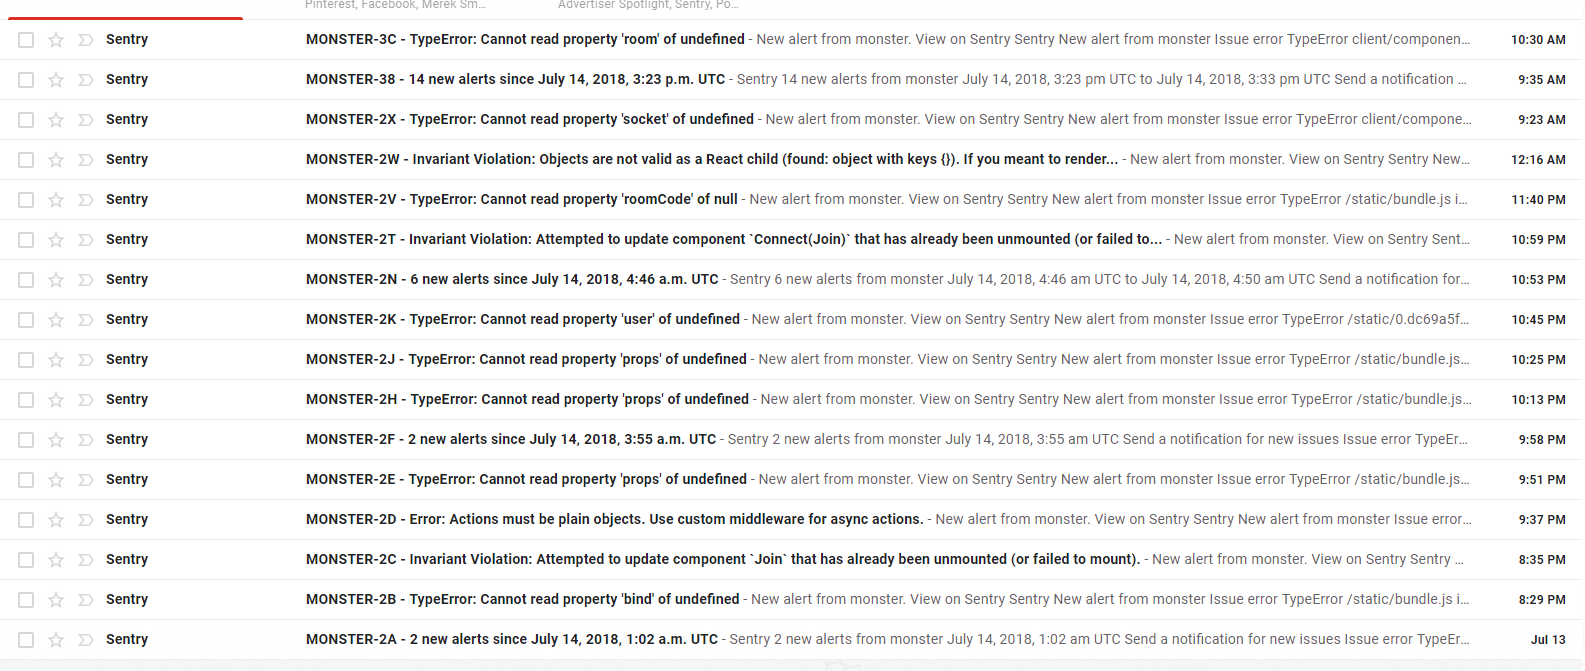 Pinterest, Facebook, Merek Sm... Advertiser Spotlight, Sentry, Po...
Sentry MONSTER-3C - TypeError: Cannot read property 'room' of undefined - New alert from monster. View on Sentry Sentry New alert from monster Issue error TypeError client/componen... 10:30 AM
Sentry MONSTER-38 - 14 new alerts since July 14, 2018, 3:23 p.m. UTC - Sentry 14 new alerts from monster July 14, 2018, 3:23 pm UTC to July 14, 2018, 3:33 pm UTC Send a notification ... 9:35 AM
Sentry MONSTER-2X - TypeError: Cannot read property 'socket' of undefined - New alert from monster. View on Sentry Sentry New alert from monster Issue error TypeError client/compone... 9:23 AM
Sentry MONSTER-2W - Invariant Violation: Objects are not valid as a React child (found: object with keys {}). If you meant to render... - New alert from monster. View on Sentry Sentry New... 12:16 AM
Sentry MONSTER-2V - TypeError: Cannot read property 'roomCode' of null - New alert from monster. View on Sentry Sentry New alert from monster Issue error TypeError /static/bundle.js i... 11:40 PM
Sentry MONSTER-2T - Invariant Violation: Attempted to update component `Connect(Join)` that has already been unmounted (or failed to... - New alert from monster. View on Sentry Sent... 10:59 PM
Sentry MONSTER-2N - 6 new alerts since July 14, 2018, 4:46 a.m. UTC - Sentry 6 new alerts from monster July 14, 2018, 4:46 am UTC to July 14, 2018, 4:50 am UTC Send a notification for... 10:53 PM
Sentry MONSTER-2K - TypeError: Cannot read property 'user' of undefined - New alert from monster. View on Sentry Sentry New alert from monster Issue error TypeError /static/0.dc69a5f... 10:45 PM
Sentry MONSTER-2J - TypeError: Cannot read property 'props' of undefined - New alert from monster. View on Sentry Sentry New alert from monster Issue error TypeError /static/bundle.js... 10:25 PM
Sentry MONSTER-2H - TypeError: Cannot read property 'props' of undefined - New alert from monster. View on Sentry Sentry New alert from monster Issue error TypeError /static/bundle.js... 10:13 PM
Sentry MONSTER-2F - 2 new alerts since July 14, 2018, 3:55 a.m. UTC - Sentry 2 new alerts from monster July 14, 2018, 3:55 am UTC Send a notification for new issues Issue error TypeEr... 9:58 PM
Sentry MONSTER-2E - TypeError: Cannot read property 'props' of undefined - New alert from monster. View on Sentry Sentry New alert from monster Issue error TypeError /static/bundle.js... 9:51 PM
Sentry MONSTER-2D - Error: Actions must be plain objects. Use custom middleware for async actions. - New alert from monster. View on Sentry Sentry New alert from monster Issue error... 9:37 PM
Sentry MONSTER-2C - Invariant Violation: Attempted to update component `Join` that has already been unmounted (or failed to mount). - New alert from monster. View on Sentry Sentry ... 8:35 PM
Sentry MONSTER-2B - TypeError: Cannot read property 'bind' of undefined - New alert from monster. View on Sentry Sentry New alert from monster Issue error TypeError /static/bundle.js i... 8:29 PM
Sentry MONSTER-2A - 2 new alerts since July 14, 2018, 1:02 a.m. UTC - Sentry 2 new alerts from monster July 14, 2018, 1:02 am UTC Send a notification for new issues Issue error TypeEr... Jul 13